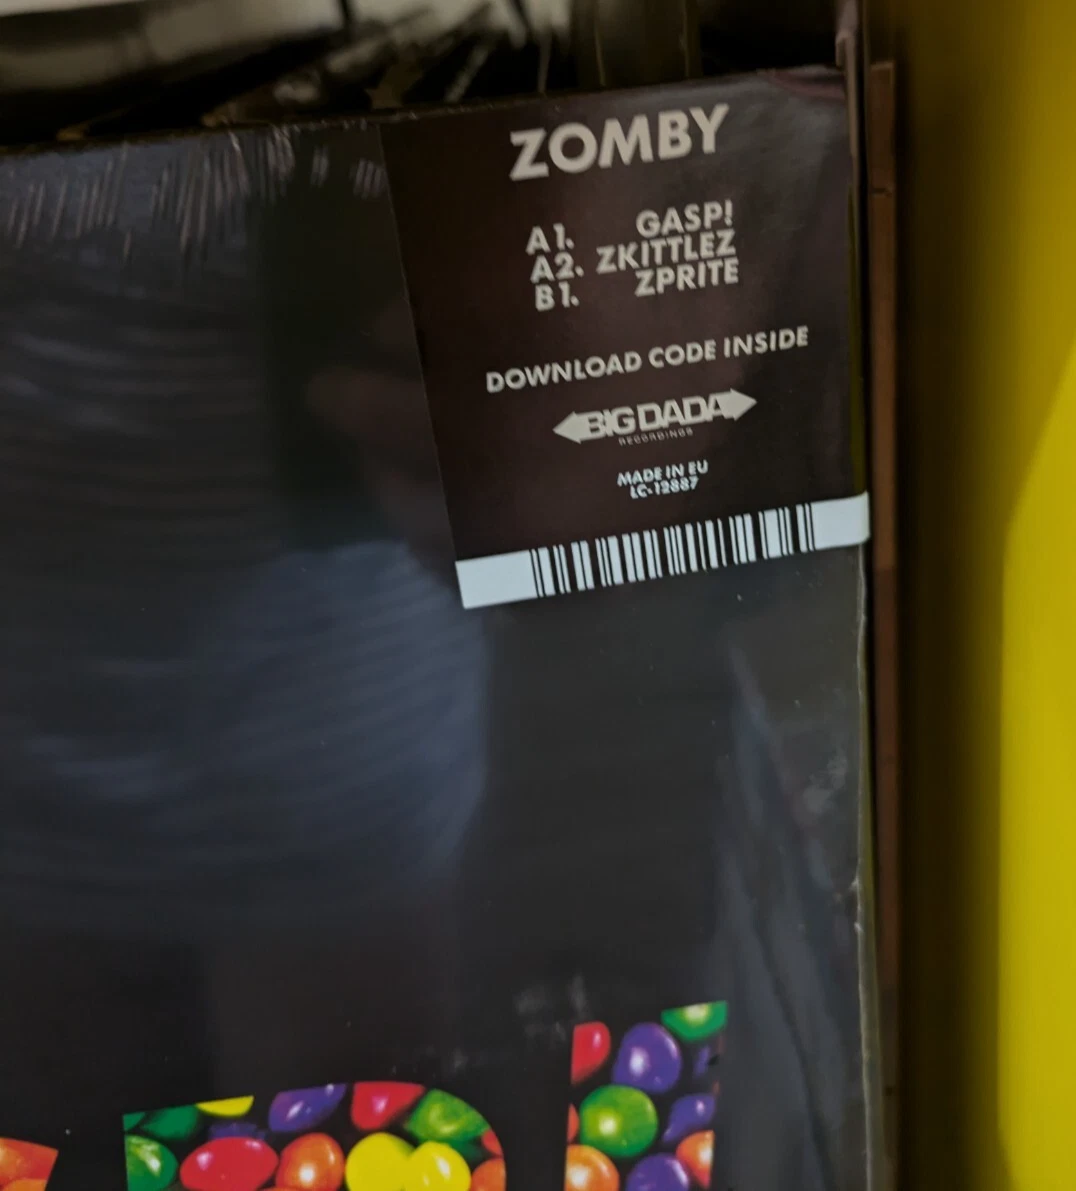 ZOMBY
A1. GASP!
A2. ZKITTLEZ
B1. ZPRITE
DOWNLOAD CODE INSIDE
BIG DADA
RECORDINGS
MADE IN EU
LC-12887